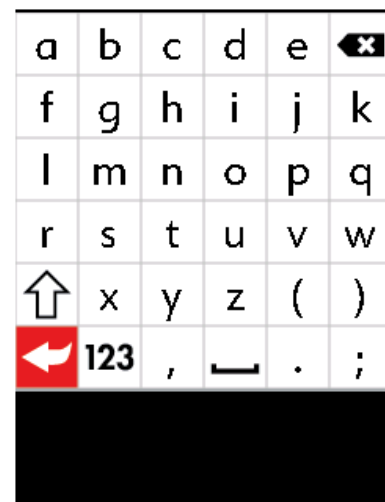 a b c d e
f g h i j k
l m n o p q
r s t u v w
x y z ( )
123 , . ;